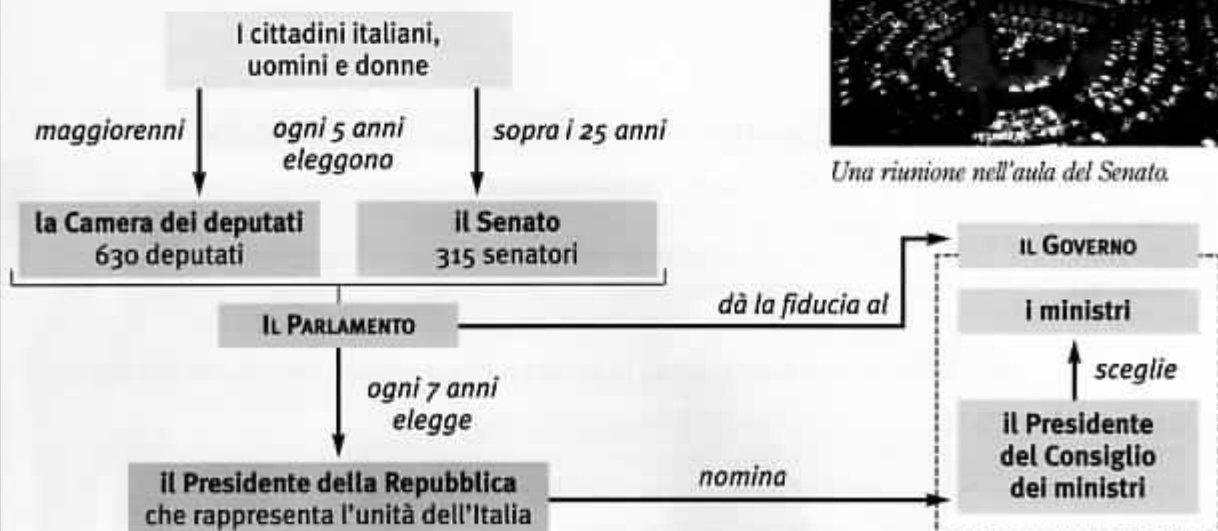 I cittadini italiani,
uomini e donne
maggiorenni
ogni 5 anni
eleggono
sopra i 25 anni
Una riunione nell'aula del Senato.
la Camera dei deputati
630 deputati
il Senato
315 senatori
IL PARLAMENTO
dà la fiducia al
IL GOVERNO
i ministri
sceglie
il Presidente
del Consiglio
dei ministri
ogni 7 anni
elegge
il Presidente della Repubblica
che rappresenta l'unità dell'Italia
nomina